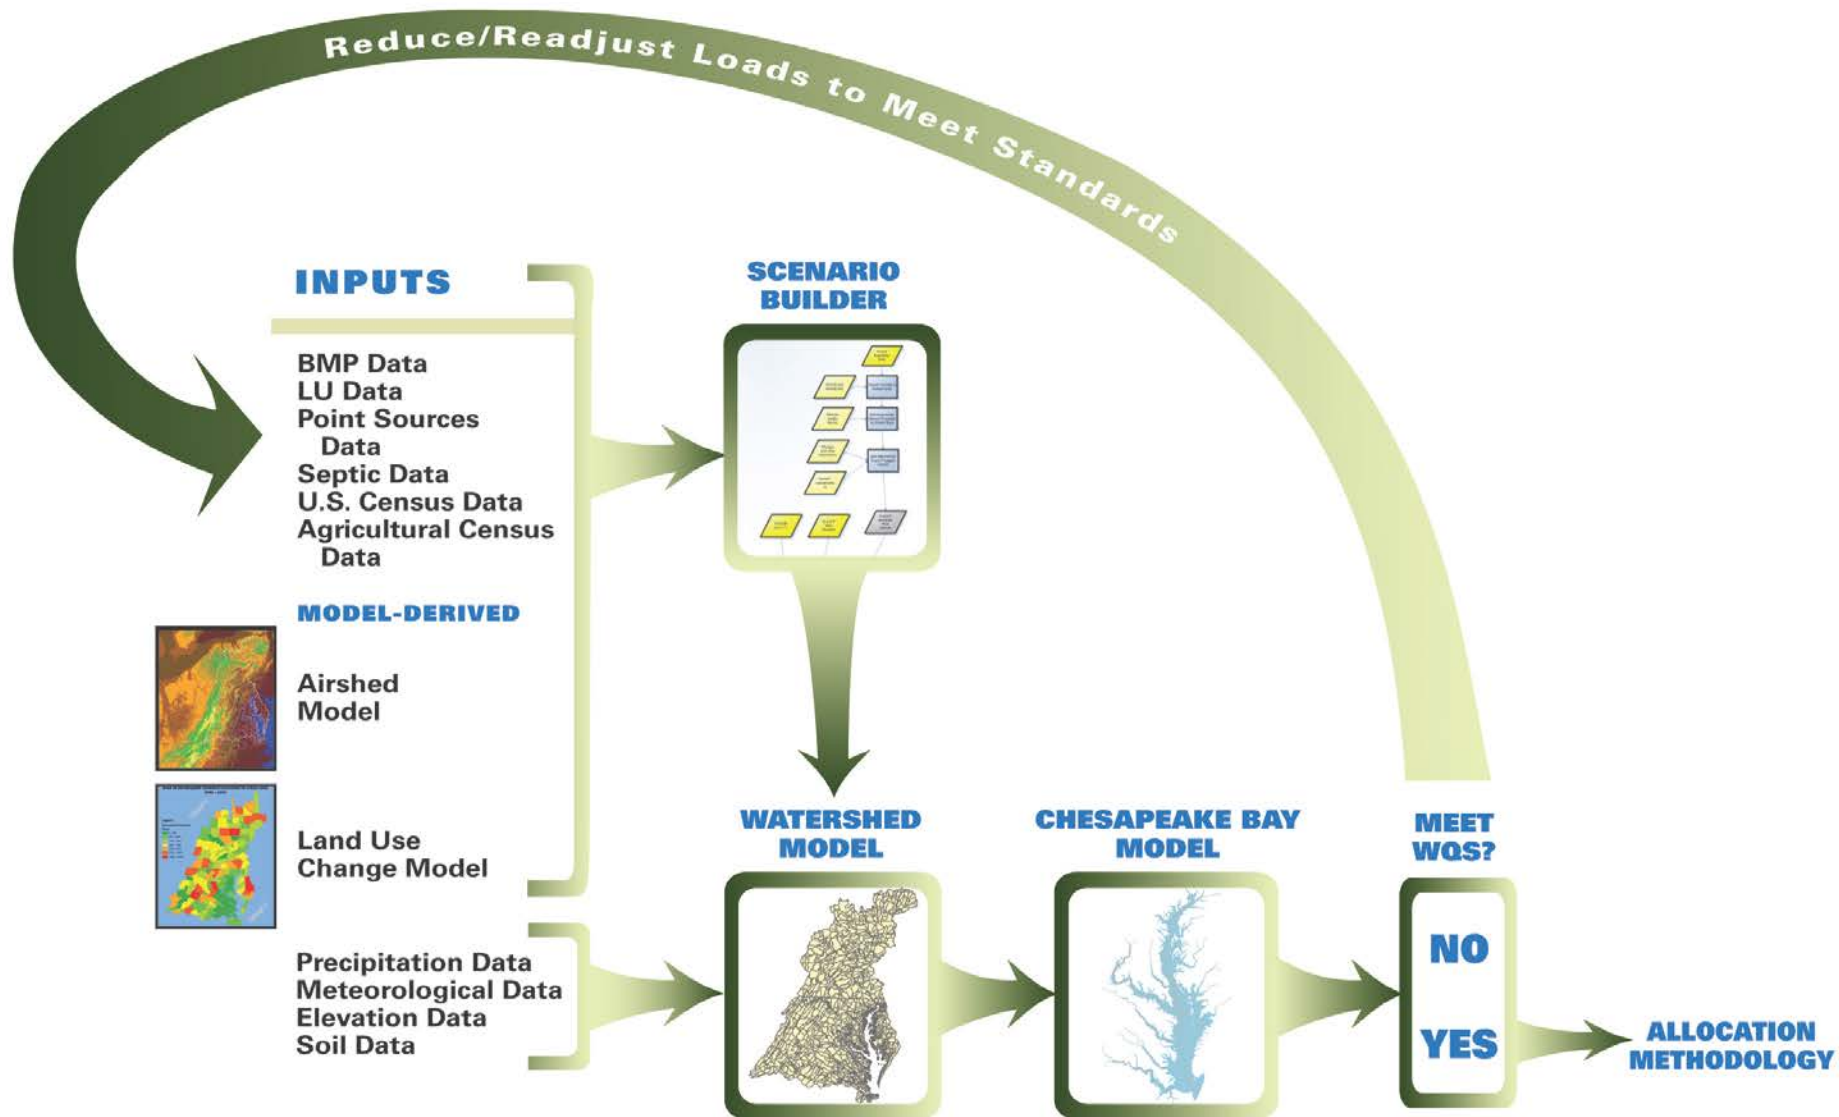 Reduce/Readjust Loads to Meet Standards
INPUTS
BMP Data
LU Data
Point Sources
Data
Septic Data
U.S. Census Data
Agricultural Census
Data
MODEL-DERIVED
Airshed
Model
Land Use
Change Model
Precipitation Data
Meteorological Data
Elevation Data
Soil Data
SCENARIO
BUILDER
WATERSHED
MODEL
CHESAPEAKE BAY
MODEL
MEET
WQS?
NO
YES
ALLOCATION
METHODOLOGY